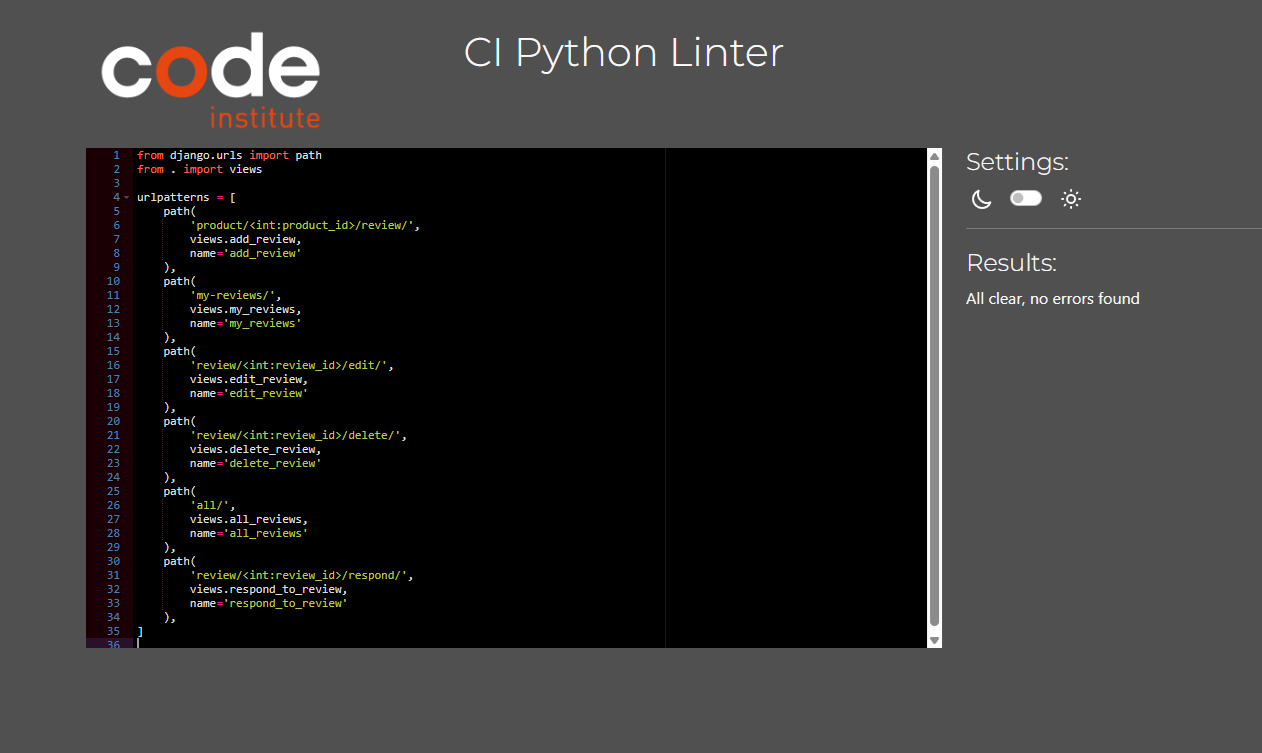 code
institute
CI Python Linter
1 from django.urls import path
2 from . import views
3
4 urlpatterns = [
5     path(
6         'product/<int:product_id>/review/',
7         views.add_review,
8         name='add_review'
9     ),
10     path(
11         'my-reviews/',
12         views.my_reviews,
13         name='my_reviews'
14     ),
15     path(
16         'review/<int:review_id>/edit/',
17         views.edit_review,
18         name='edit_review'
19     ),
20     path(
21         'review/<int:review_id>/delete/',
22         views.delete_review,
23         name='delete_review'
24     ),
25     path(
26         'all/',
27         views.all_reviews,
28         name='all_reviews'
29     ),
30     path(
31         'review/<int:review_id>/respond/',
32         views.respond_to_review,
33         name='respond_to_review'
34     ),
35 ]
36
Settings:
Results:
All clear, no errors found